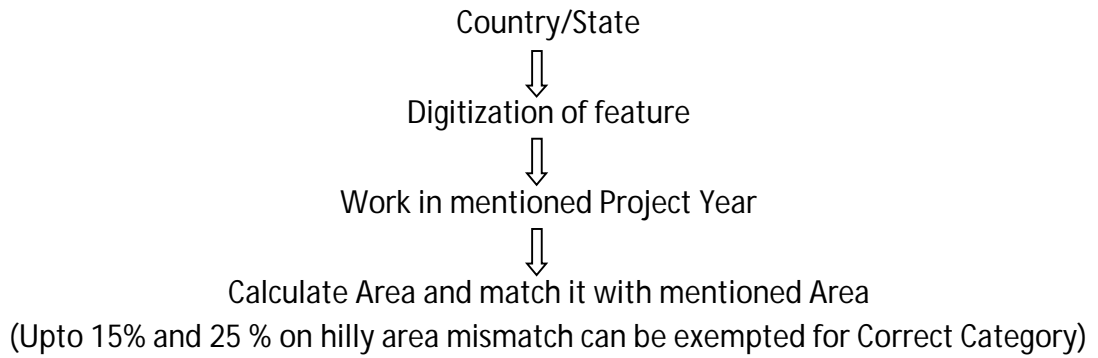 Country/State
Digitization of feature
Work in mentioned Project Year
Calculate Area and match it with mentioned Area
(Upto 15% and 25 % on hilly area mismatch can be exempted for Correct Category)